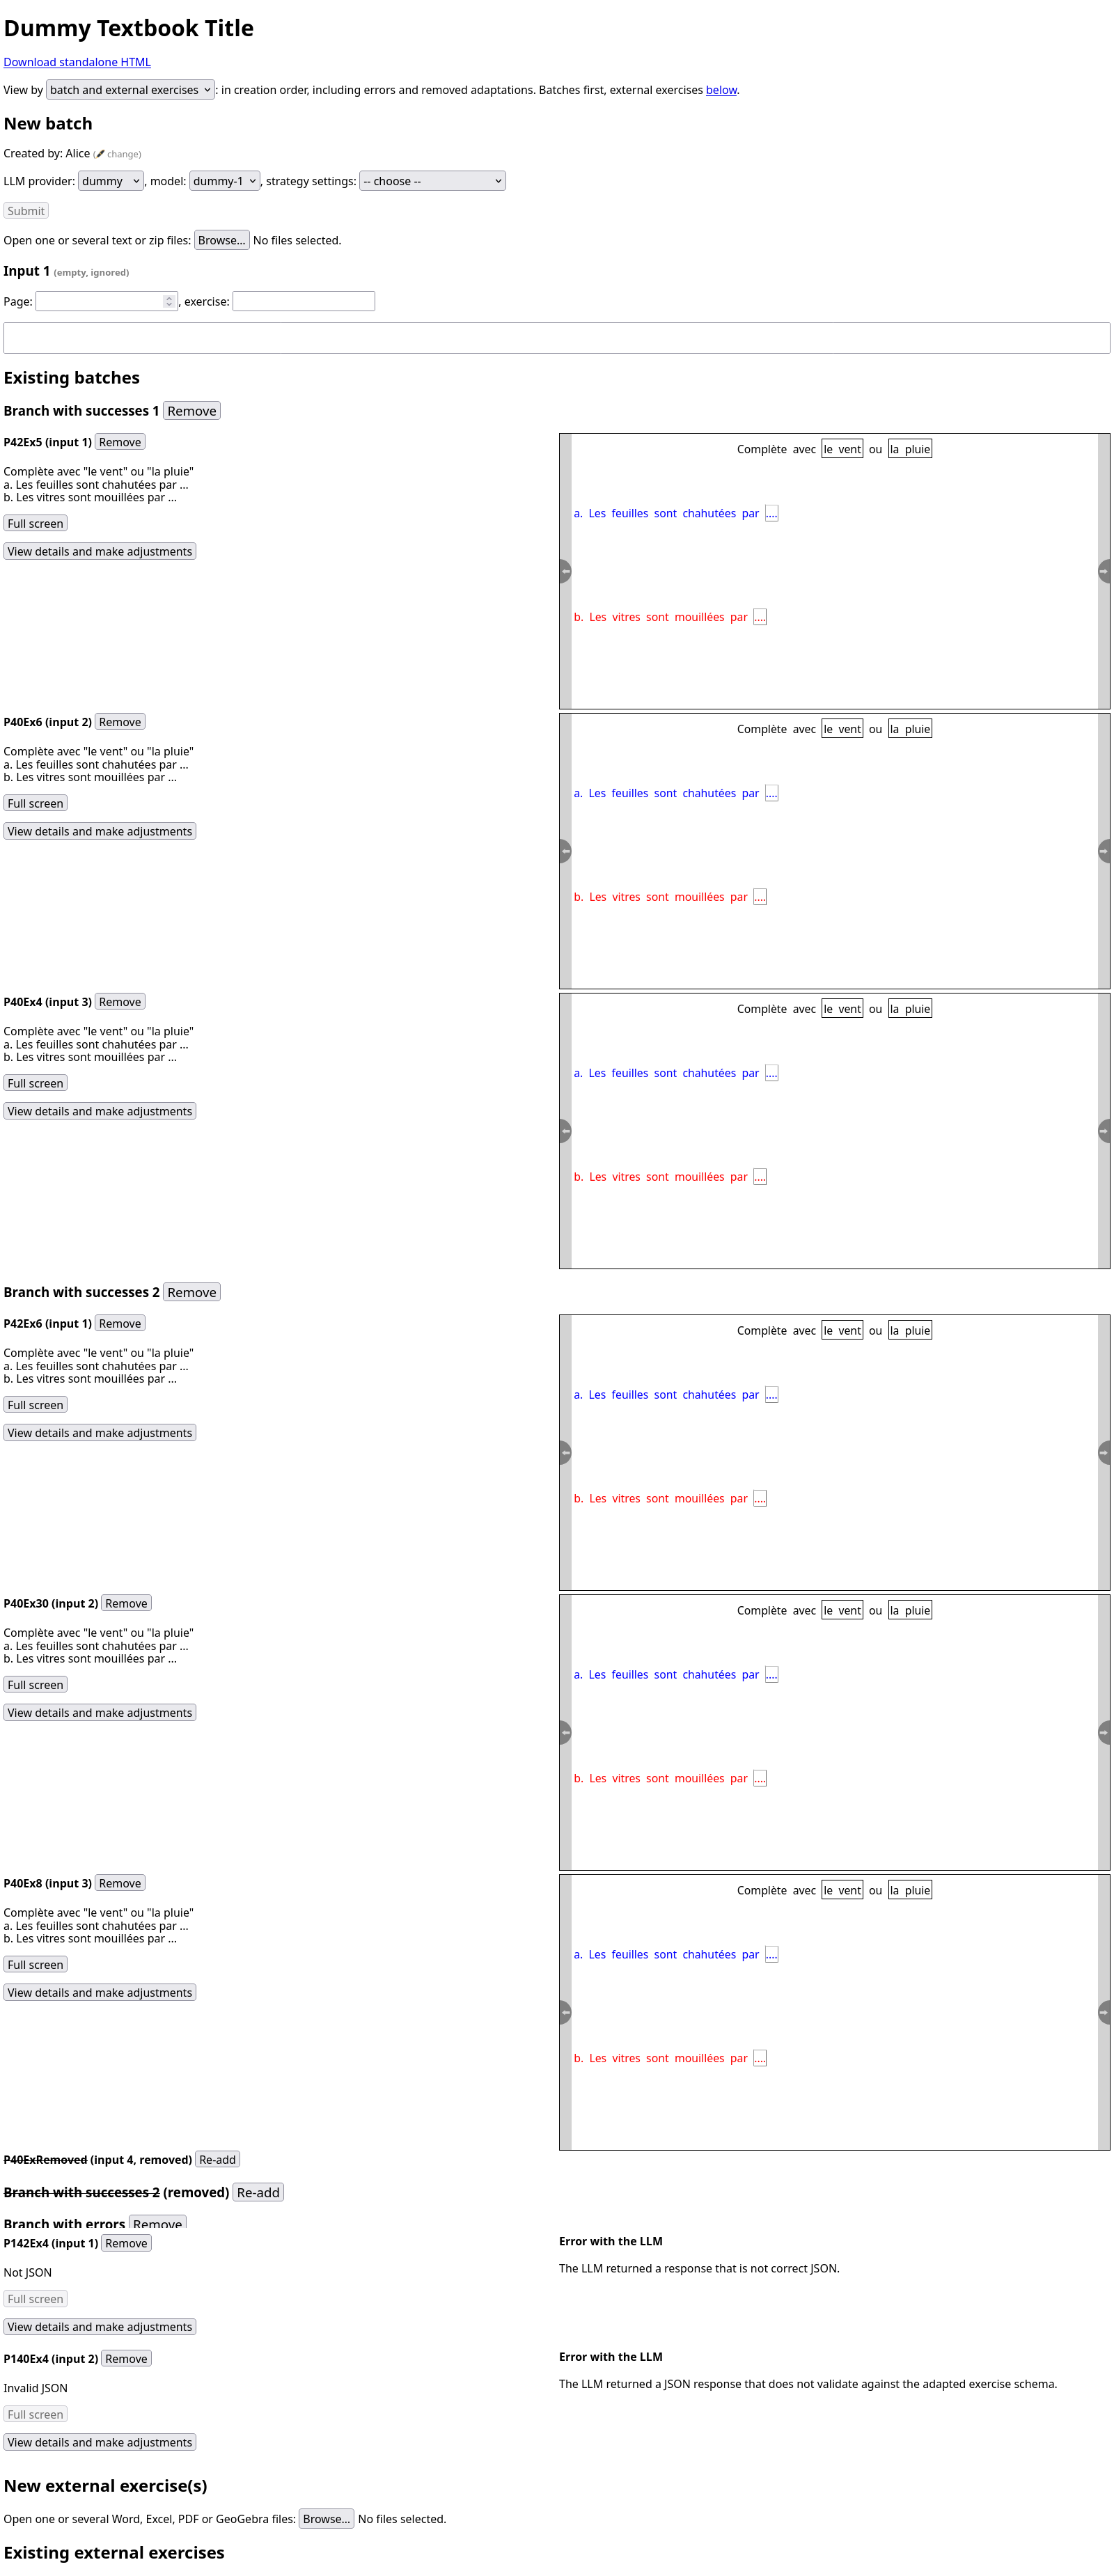 Dummy Textbook Title
Download standalone HTML
View by batch and external exercises : in creation order, including errors and removed adaptations. Batches first, external exercises below.
New batch
Created by: Alice (🖊 change)
LLM provider: dummy , model: dummy-1 , strategy settings: -- choose --
Submit
Open one or several text or zip files: Browse... No files selected.
Input 1 (empty, ignored)
Page: , exercise:
Existing batches
Branch with successes 1 Remove
P42Ex5 (input 1) Remove
Complète avec "le vent" ou "la pluie"
a. Les feuilles sont chahutées par ...
b. Les vitres sont mouillées par ...
Full screen
View details and make adjustments
Complète avec le vent ou la pluie
a. Les feuilles sont chahutées par ....
b. Les vitres sont mouillées par ....
P40Ex6 (input 2) Remove
Complète avec "le vent" ou "la pluie"
a. Les feuilles sont chahutées par ...
b. Les vitres sont mouillées par ...
Full screen
View details and make adjustments
Complète avec le vent ou la pluie
a. Les feuilles sont chahutées par ....
b. Les vitres sont mouillées par ....
P40Ex4 (input 3) Remove
Complète avec "le vent" ou "la pluie"
a. Les feuilles sont chahutées par ...
b. Les vitres sont mouillées par ...
Full screen
View details and make adjustments
Complète avec le vent ou la pluie
a. Les feuilles sont chahutées par ....
b. Les vitres sont mouillées par ....
Branch with successes 2 Remove
P42Ex6 (input 1) Remove
Complète avec "le vent" ou "la pluie"
a. Les feuilles sont chahutées par ...
b. Les vitres sont mouillées par ...
Full screen
View details and make adjustments
Complète avec le vent ou la pluie
a. Les feuilles sont chahutées par ....
b. Les vitres sont mouillées par ....
P40Ex30 (input 2) Remove
Complète avec "le vent" ou "la pluie"
a. Les feuilles sont chahutées par ...
b. Les vitres sont mouillées par ...
Full screen
View details and make adjustments
Complète avec le vent ou la pluie
a. Les feuilles sont chahutées par ....
b. Les vitres sont mouillées par ....
P40Ex8 (input 3) Remove
Complète avec "le vent" ou "la pluie"
a. Les feuilles sont chahutées par ...
b. Les vitres sont mouillées par ...
Full screen
View details and make adjustments
Complète avec le vent ou la pluie
a. Les feuilles sont chahutées par ....
b. Les vitres sont mouillées par ....
P40ExRemoved (input 4, removed) Re-add
Branch with successes 2 (removed) Re-add
Branch with errors Remove
P142Ex4 (input 1) Remove
Not JSON
Full screen
View details and make adjustments
Error with the LLM
The LLM returned a response that is not correct JSON.
P140Ex4 (input 2) Remove
Invalid JSON
Full screen
View details and make adjustments
Error with the LLM
The LLM returned a JSON response that does not validate against the adapted exercise schema.
New external exercise(s)
Open one or several Word, Excel, PDF or GeoGebra files: Browse... No files selected.
Existing external exercises